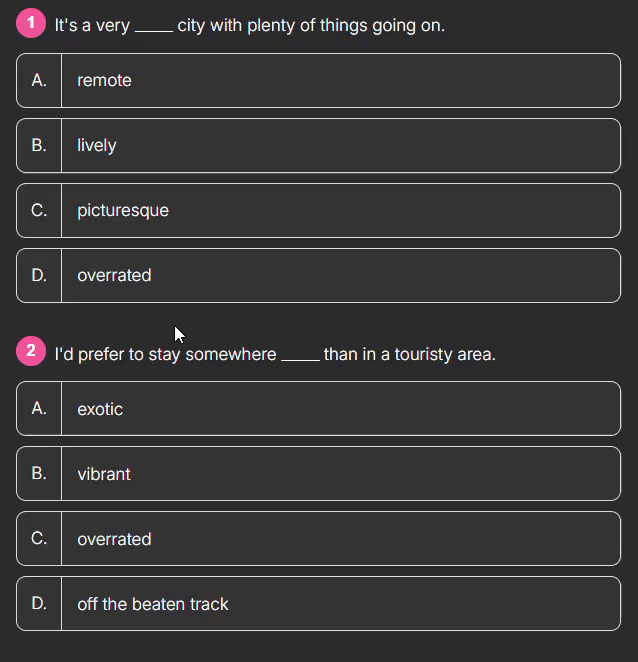 1 It's a very _____ city with plenty of things going on.
A. remote
B. lively
C. picturesque
D. overrated
2 I'd prefer to stay somewhere _____ than in a touristy area.
A. exotic
B. vibrant
C. overrated
D. off the beaten track